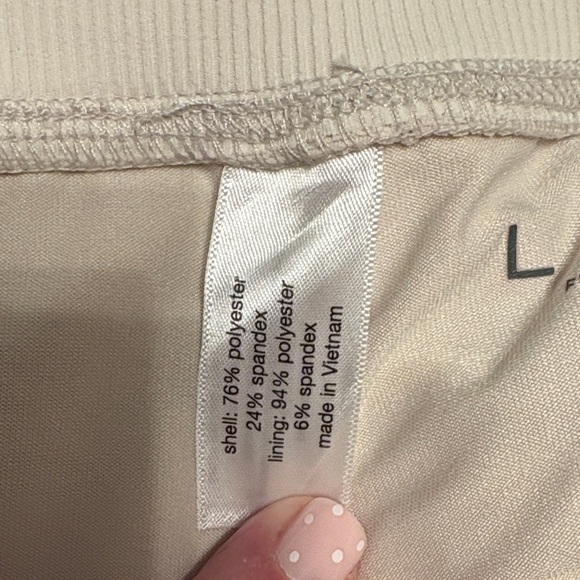 shell: 76% polyester
24% spandex
lining: 94% polyester
6% spandex
made in Vietnam
L